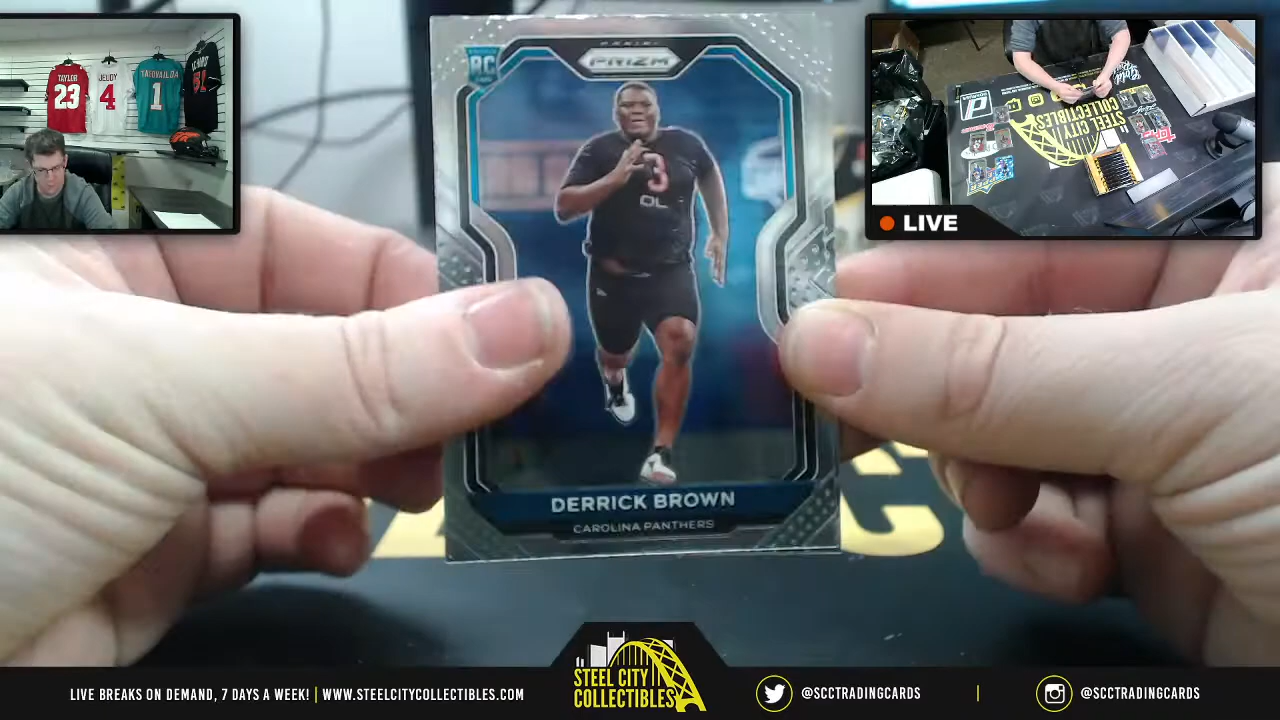 TAYLOR
23
JEUDY
4
TAGOVAILOA
1
PANINI
PRIZM
RC
3
OL
DERRICK BROWN
CAROLINA PANTHERS
STEEL CITY
COLLECTIBLES
LIVE
STEEL CITY
COLLECTIBLES
LIVE BREAKS ON DEMAND, 7 DAYS A WEEK! | WWW.STEELCITYCOLLECTIBLES.COM
@SCCTRADINGCARDS | @SCCTRADINGCARDS